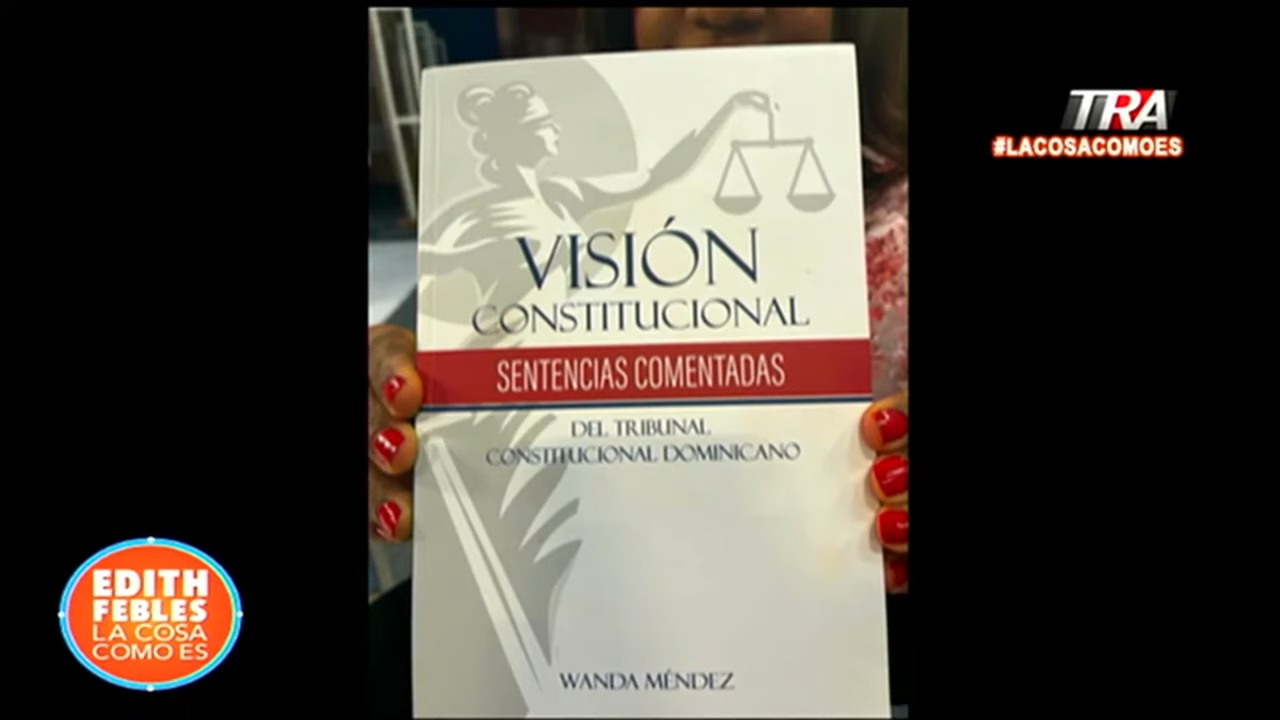 TRA
#LACOSACOMOES
VISIÓN
CONSTITUCIONAL
SENTENCIAS COMENTADAS
DEL TRIBUNAL
CONSTITUCIONAL DOMINICANO
WANDA MÉNDEZ
EDITH
FEBLES
LA COSA
COMO ES